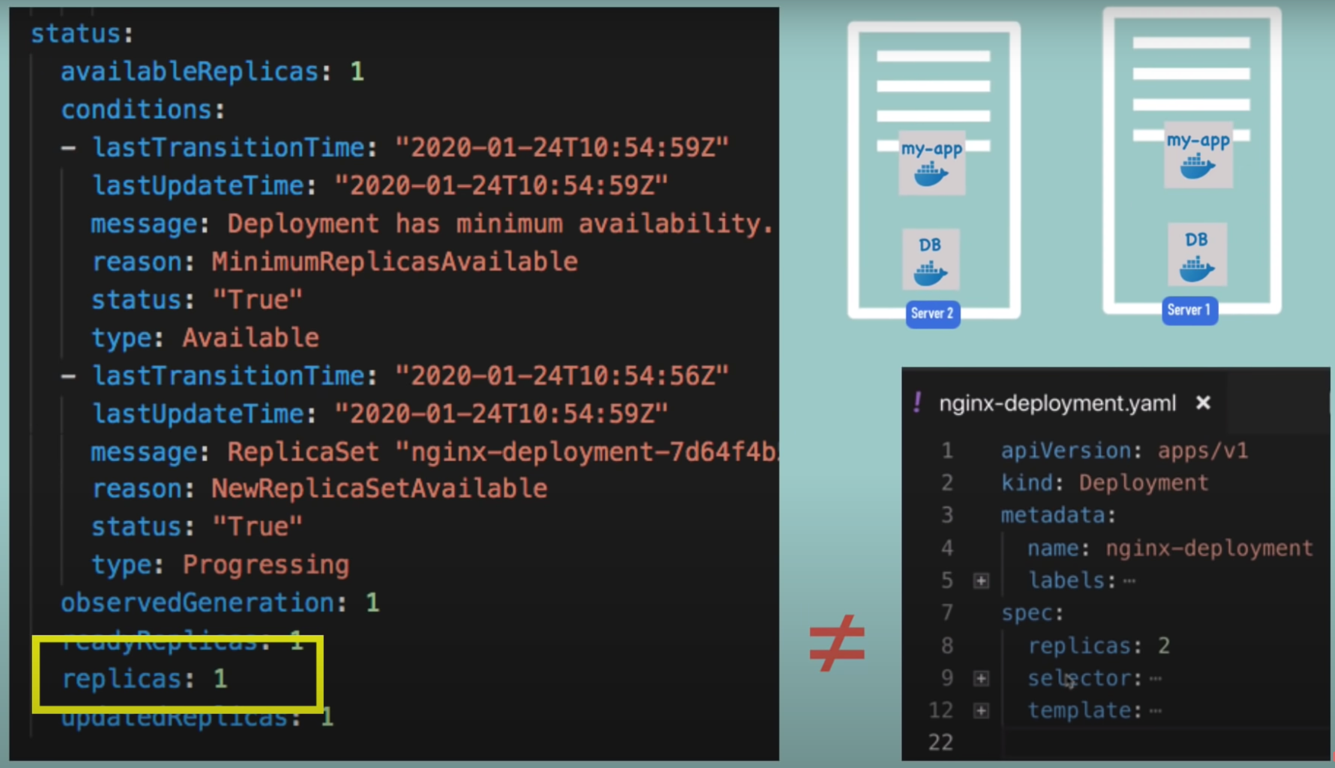 status:
availableReplicas: 1
conditions:
- lastTransitionTime: "2020-01-24T10:54:59Z"
lastUpdateTime: "2020-01-24T10:54:59Z"
message: Deployment has minimum availability.
reason: MinimumReplicasAvailable
status: "True"
type: Available
- lastTransitionTime: "2020-01-24T10:54:56Z"
lastUpdateTime: "2020-01-24T10:54:59Z"
message: ReplicaSet "nginx-deployment-7d64f4b
reason: NewReplicaSetAvailable
status: "True"
type: Progressing
observedGeneration: 1
readyReplicas: 1
replicas: 1
updatedReplicas: 1
my-app
DB
Server 2
my-app
DB
Server 1
≠
! nginx-deployment.yaml ×
1 apiVersion: apps/v1
2 kind: Deployment
3 metadata:
4 name: nginx-deployment
5 + labels: ⋯
7 spec:
8 replicas: 2
9 + selector: ⋯
12 + template: ⋯
22